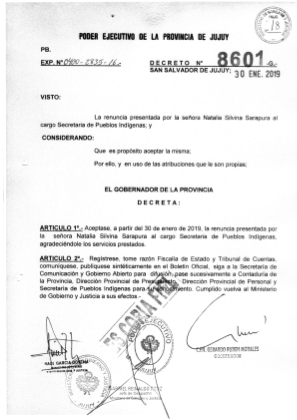 18
PODER EJECUTIVO DE LA PROVINCIA DE JUJUY
PB.
EXP. Nº 0400-2835-16.-
DECRETO Nº 8601 -G.-
SAN SALVADOR DE JUJUY, 30 ENE. 2019
VISTO:
La renuncia presentada por la señora Natalia Silvina Sarapura al
cargo Secretaria de Pueblos Indígenas; y
CONSIDERANDO:
Que es propósito aceptar la misma;
Por ello, y en uso de las atribuciones que le son propias;
EL GOBERNADOR DE LA PROVINCIA
D E C R E T A :
ARTICULO 1º.- Aceptase, a partir del 30 de enero de 2019, la renuncia presentada por
la señora Natalia Silvina Sarapura al cargo Secretaria de Pueblos Indígenas,
agradeciéndole los servicios prestados.
ARTICULO 2º.- Regístrese, tome razón Fiscalía de Estado y Tribunal de Cuentas,
comuníquese, publíquese sintéticamente en el Boletín Oficial, siga a la Secretaría de
Comunicación y Gobierno Abierto para difusión, pase sucesivamente a Contaduría de
la Provincia, Dirección Provincial de Presupuesto, Dirección Provincial de Personal y
Secretaría de Pueblos Indígenas para su conocimiento. Cumplido vuelva al Ministerio
de Gobierno y Justicia a sus efectos.-
ES COPIA FIEL
C.P.N. GERARDO RUBEN MORALES
GOBERNADOR